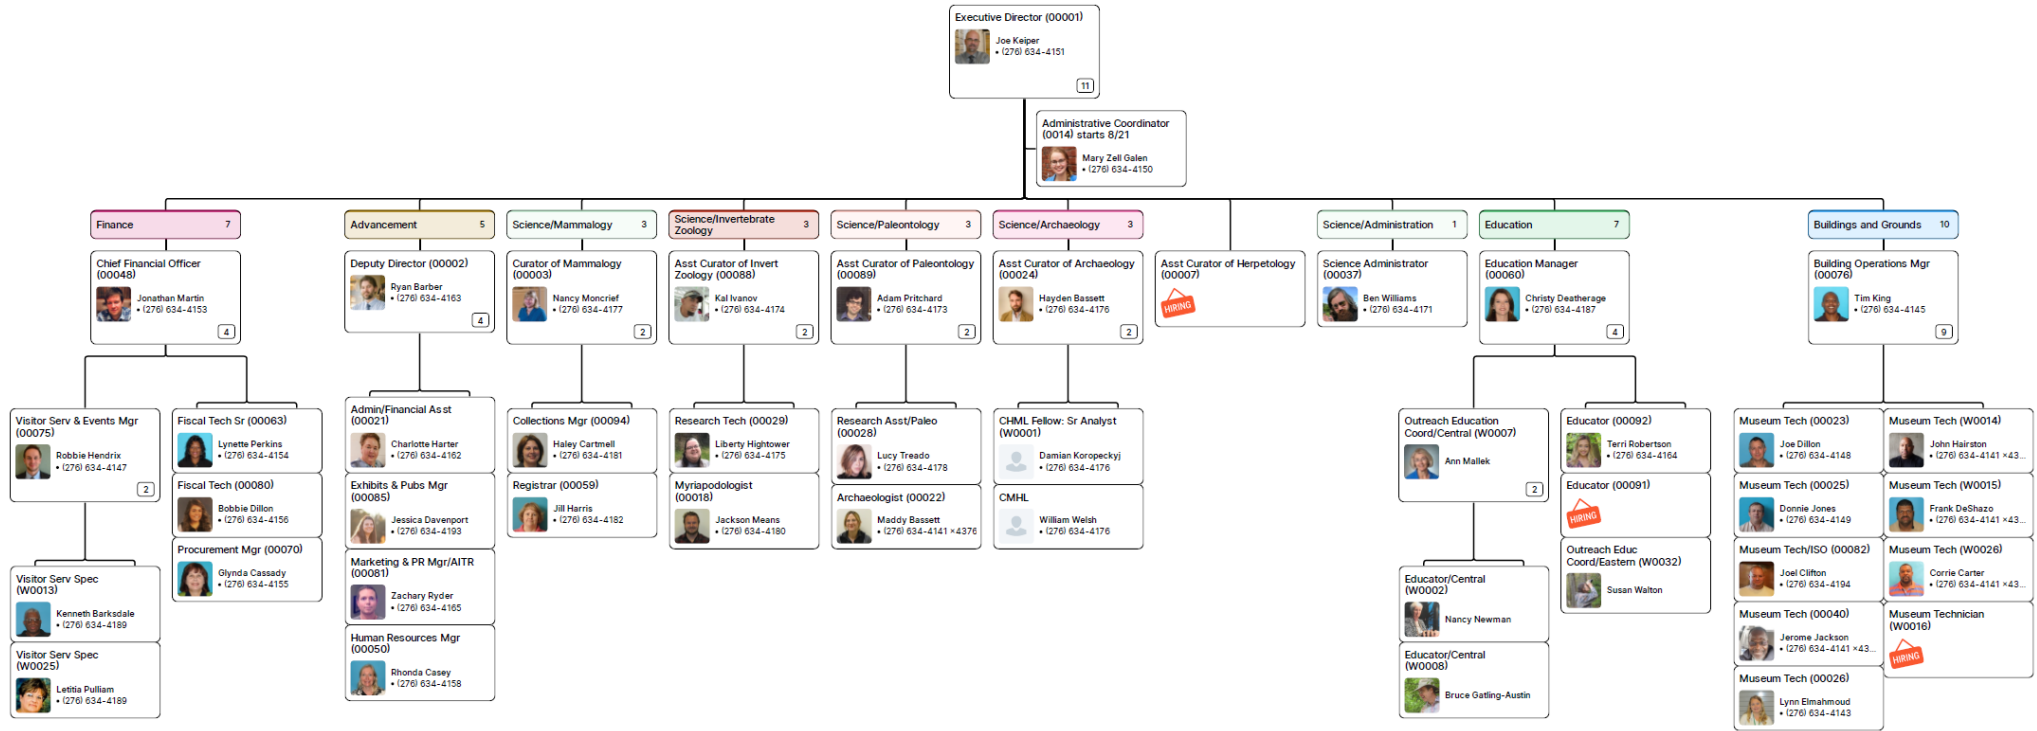 Executive Director (00001)
Joe Keiper
• (276) 634-4151
11
Administrative Coordinator
(0014) starts 8/21
Mary Zell Galen
• (276) 634-4150
Finance 7
Chief Financial Officer
(00048)
Jonathan Martin
• (276) 634-4153
4
Visitor Serv & Events Mgr
(00075)
Robbie Hendrix
• (276) 634-4147
2
Visitor Serv Spec
(W0013)
Kenneth Barksdale
• (276) 634-4189
Visitor Serv Spec
(W0025)
Letitia Pulliam
• (276) 634-4189
Fiscal Tech Sr (00063)
Lynette Perkins
• (276) 634-4154
Fiscal Tech (00080)
Bobbie Dillon
• (276) 634-4156
Procurement Mgr (00070)
Glynda Cassady
• (276) 634-4155
Advancement 5
Deputy Director (00002)
Ryan Barber
• (276) 634-4163
4
Admin/Financial Asst
(00021)
Charlotte Harter
• (276) 634-4162
Exhibits & Pubs Mgr
(00085)
Jessica Davenport
• (276) 634-4193
Marketing & PR Mgr/AITR
(00081)
Zachary Ryder
• (276) 634-4165
Human Resources Mgr
(00050)
Rhonda Casey
• (276) 634-4158
Science/Mammalogy 3
Curator of Mammalogy
(00003)
Nancy Moncrief
• (276) 634-4177
2
Collections Mgr (00094)
Haley Cartmell
• (276) 634-4181
Registrar (00059)
Jill Harris
• (276) 634-4182
Science/Invertebrate
Zoology 3
Asst Curator of Invert
Zoology (00088)
Kal Ivanov
• (276) 634-4174
2
Research Tech (00029)
Liberty Hightower
• (276) 634-4175
Myriapodologist
(00018)
Jackson Means
• (276) 634-4180
Science/Paleontology 3
Asst Curator of Paleontology
(00089)
Adam Pritchard
• (276) 634-4173
2
Research Asst/Paleo
(00028)
Lucy Treado
• (276) 634-4178
Archaeologist (00022)
Maddy Bassett
• (276) 634-4141 ×4376
Science/Archaeology 3
Asst Curator of Archaeology
(00024)
Hayden Bassett
• (276) 634-4176
2
CHML Fellow: Sr Analyst
(W0001)
Damian Koropeckyj
• (276) 634-4176
CMHL
William Welsh
• (276) 634-4176
Asst Curator of Herpetology
(00007)
HIRING
Science/Administration 1
Science Administrator
(00037)
Ben Williams
• (276) 634-4171
Education 7
Education Manager
(00060)
Christy Deatherage
• (276) 634-4187
4
Outreach Education
Coord/Central (W0007)
Ann Mallek
2
Educator/Central
(W0002)
Nancy Newman
Educator/Central
(W0008)
Bruce Gatling-Austin
Educator (00092)
Terri Robertson
• (276) 634-4164
Educator (00091)
HIRING
Outreach Educ
Coord/Eastern (W0032)
Susan Walton
Buildings and Grounds 10
Building Operations Mgr
(00076)
Tim King
• (276) 634-4145
9
Museum Tech (00023)
Joe Dillon
• (276) 634-4148
Museum Tech (00025)
Donnie Jones
• (276) 634-4149
Museum Tech/ISO (00082)
Joel Clifton
• (276) 634-4194
Museum Tech (00040)
Jerome Jackson
• (276) 634-4141 ×43...
Museum Tech (00026)
Lynn Elmahmoud
• (276) 634-4143
Museum Tech (W0014)
John Hairston
• (276) 634-4141 ×43...
Museum Tech (W0015)
Frank DeShazo
• (276) 634-4141 ×43...
Museum Tech (W0026)
Corrie Carter
• (276) 634-4141 ×43...
Museum Technician
(W0016)
HIRING